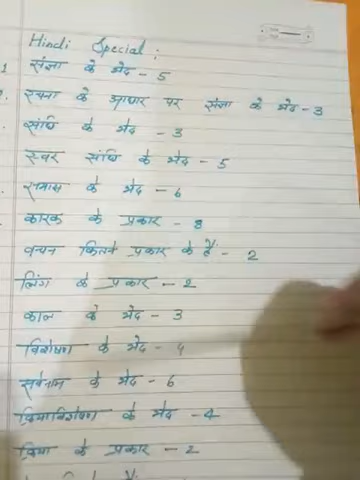 Hindi Special :
1 संज्ञा के भेद - 5
रचना के आधार पर संज्ञा के भेद - 3
संधि के भेद - 3
स्वर संधि के भेद - 5
समास के भेद - 6
कारक के प्रकार - 8
वचन कितने प्रकार के हैं - 2
लिंग के प्रकार - 2
काल के भेद - 3
विशेषण के भेद - 4
सर्वनाम के भेद - 6
क्रियाविशेषण के भेद - 4
क्रिया के प्रकार - 2